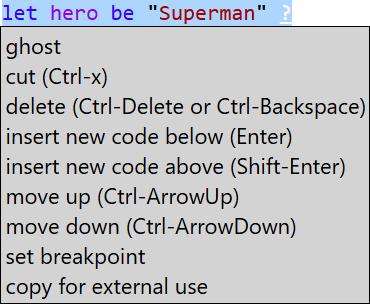 let hero be "Superman" ?
ghost
cut (Ctrl-x)
delete (Ctrl-Delete or Ctrl-Backspace)
insert new code below (Enter)
insert new code above (Shift-Enter)
move up (Ctrl-ArrowUp)
move down (Ctrl-ArrowDown)
set breakpoint
copy for external use